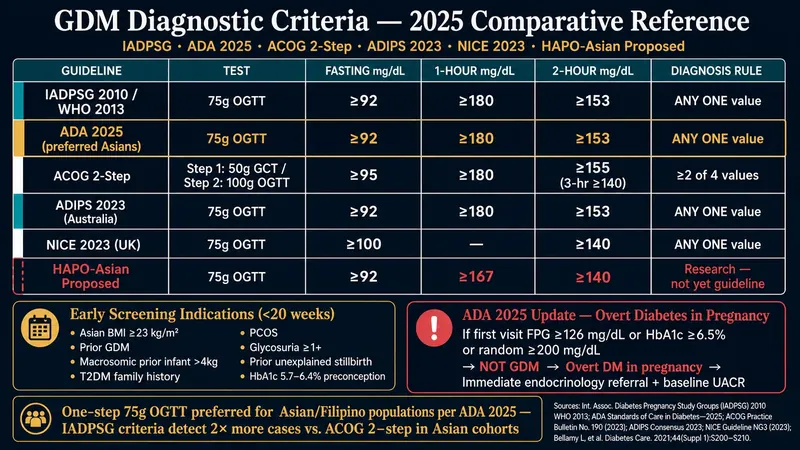 GDM Diagnostic Criteria — 2025 Comparative Reference
IADPSG · ADA 2025 · ACOG 2-Step · ADIPS 2023 · NICE 2023 · HAPO-Asian Proposed
GUIDELINE TEST FASTING mg/dL 1-HOUR mg/dL 2-HOUR mg/dL DIAGNOSIS RULE
IADPSG 2010 /
WHO 2013
75g OGTT ≥92 ≥180 ≥153 ANY ONE value
ADA 2025
(preferred Asians)
75g OGTT ≥92 ≥180 ≥153 ANY ONE value
ACOG 2-Step
Step 1: 50g GCT /
Step 2: 100g OGTT
≥95 ≥180
≥155
(3-hr ≥140)
≥2 of 4 values
ADIPS 2023
(Australia)
75g OGTT ≥92 ≥180 ≥153 ANY ONE value
NICE 2023 (UK) 75g OGTT ≥100 — ≥140 ANY ONE value
HAPO-Asian
Proposed
75g OGTT ≥92 ≥167 ≥140
Research —
not yet guideline
Early Screening Indications (<20 weeks)
• Asian BMI ≥23 kg/m²
• Prior GDM
• Macrosomic prior infant >4kg
• T2DM family history
• PCOS
• Glycosuria ≥1+
• Prior unexplained stillbirth
• HbA1c 5.7–6.4% preconception
ADA 2025 Update — Overt Diabetes in Pregnancy
If first visit FPG ≥126 mg/dL or HbA1c ≥6.5%
or random ≥200 mg/dL
→ NOT GDM → Overt DM in pregnancy →
Immediate endocrinology referral + baseline UACR
One-step 75g OGTT preferred for Asian/Filipino populations per ADA 2025 —
IADPSG criteria detect 2× more cases vs. ACOG 2-step in Asian cohorts
Sources: Int. Assoc. Diabetes Pregnancy Study Groups (IADPSG) 2010
WHO 2013; ADA Standards of Care in Diabetes—2025; ACOG Practice
Bulletin No. 190 (2023); ADIPS Consensus 2023; NICE Guideline NG3 (2023);
Bellamy L, et al. Diabetes Care. 2021;44(Suppl 1):S200–S210.